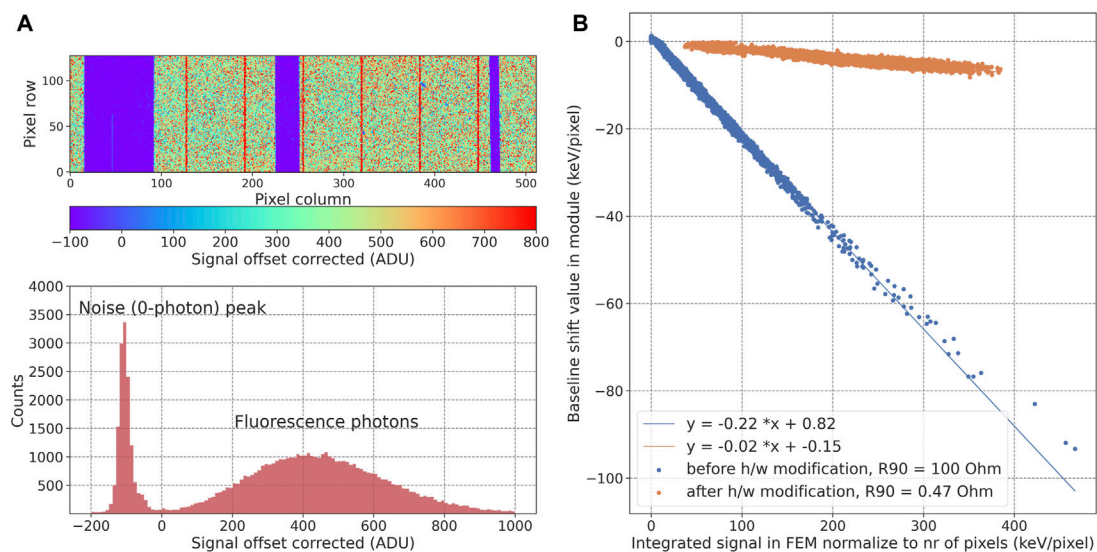 A
Pixel row
100
50
0
0 100 200 300 400 500
Pixel column
−100 0 100 200 300 400 500 600 700 800
Signal offset corrected (ADU)
4000
3500
3000
2500
2000
1500
1000
500
Counts
Noise (0-photon) peak
Fluorescence photons
−200 0 200 400 600 800 1000
Signal offset corrected (ADU)
B
Baseline shift value in module (keV/pixel)
0
−20
−40
−60
−80
−100
y = -0.22 *x + 0.82
y = -0.02 *x + -0.15
before h/w modification, R90 = 100 Ohm
after h/w modification, R90 = 0.47 Ohm
0 100 200 300 400
Integrated signal in FEM normalize to nr of pixels (keV/pixel)